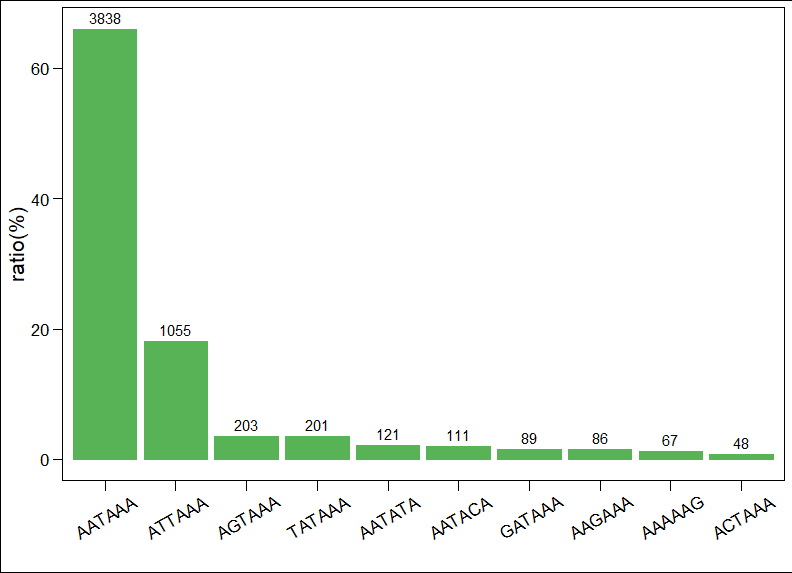 3838
60
40
ratio(%)
1055
20
203
201
121
111
89
86
67
48
0
AATAAA
ATTAAA
AGTAAA
TATAAA
AATATA
AATACA
GATAAA
AAGAAA
AAAAAG
ACTAAA